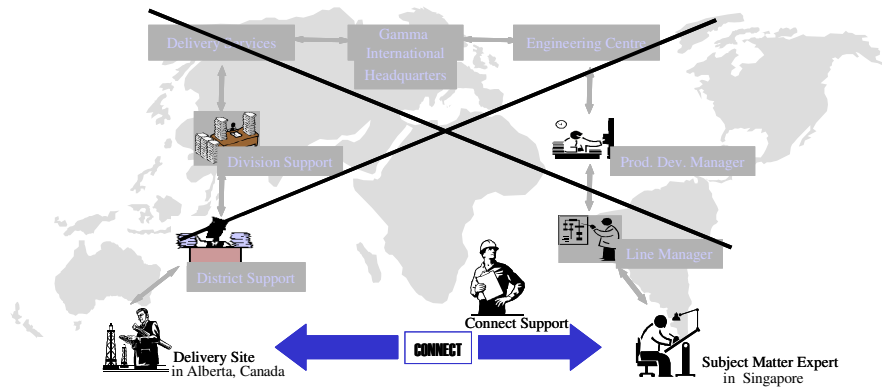 Delivery Services
Gamma
International
Headquarters
Engineering Centre
Division Support
Prod. Dev. Manager
District Support
Line Manager
Connect Support
CONNECT
Delivery Site
in Alberta, Canada
Subject Matter Expert
in Singapore